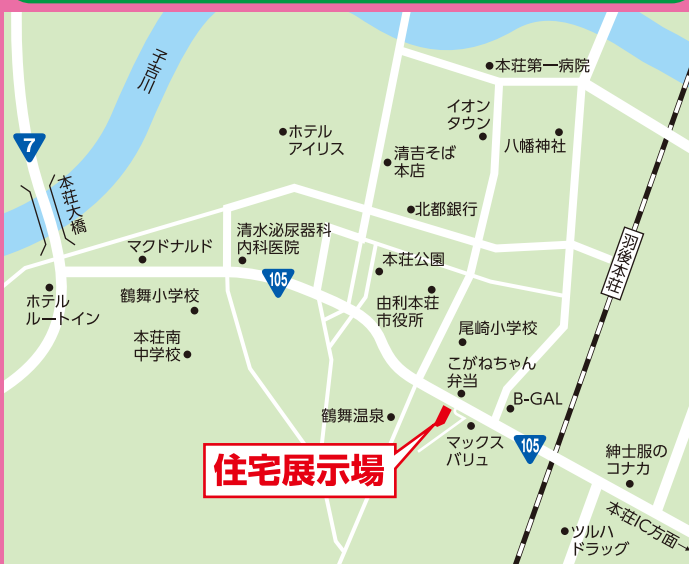 子吉川
本荘第一病院
イオン
タウン
ホテル
アイリス
清吉そば
本店
八幡神社
7
本荘大橋
北都銀行
羽後本荘
マクドナルド
清水泌尿器科
内科医院
105
本荘公園
ホテル
ルートイン
鶴舞小学校
由利本荘
市役所
本荘南
中学校
尾崎小学校
こがねちゃん
弁当
B-GAL
鶴舞温泉
住宅展示場
マックス
バリュ
105
紳士服の
コナカ
本荘IC方面→
ツルハ
ドラッグ